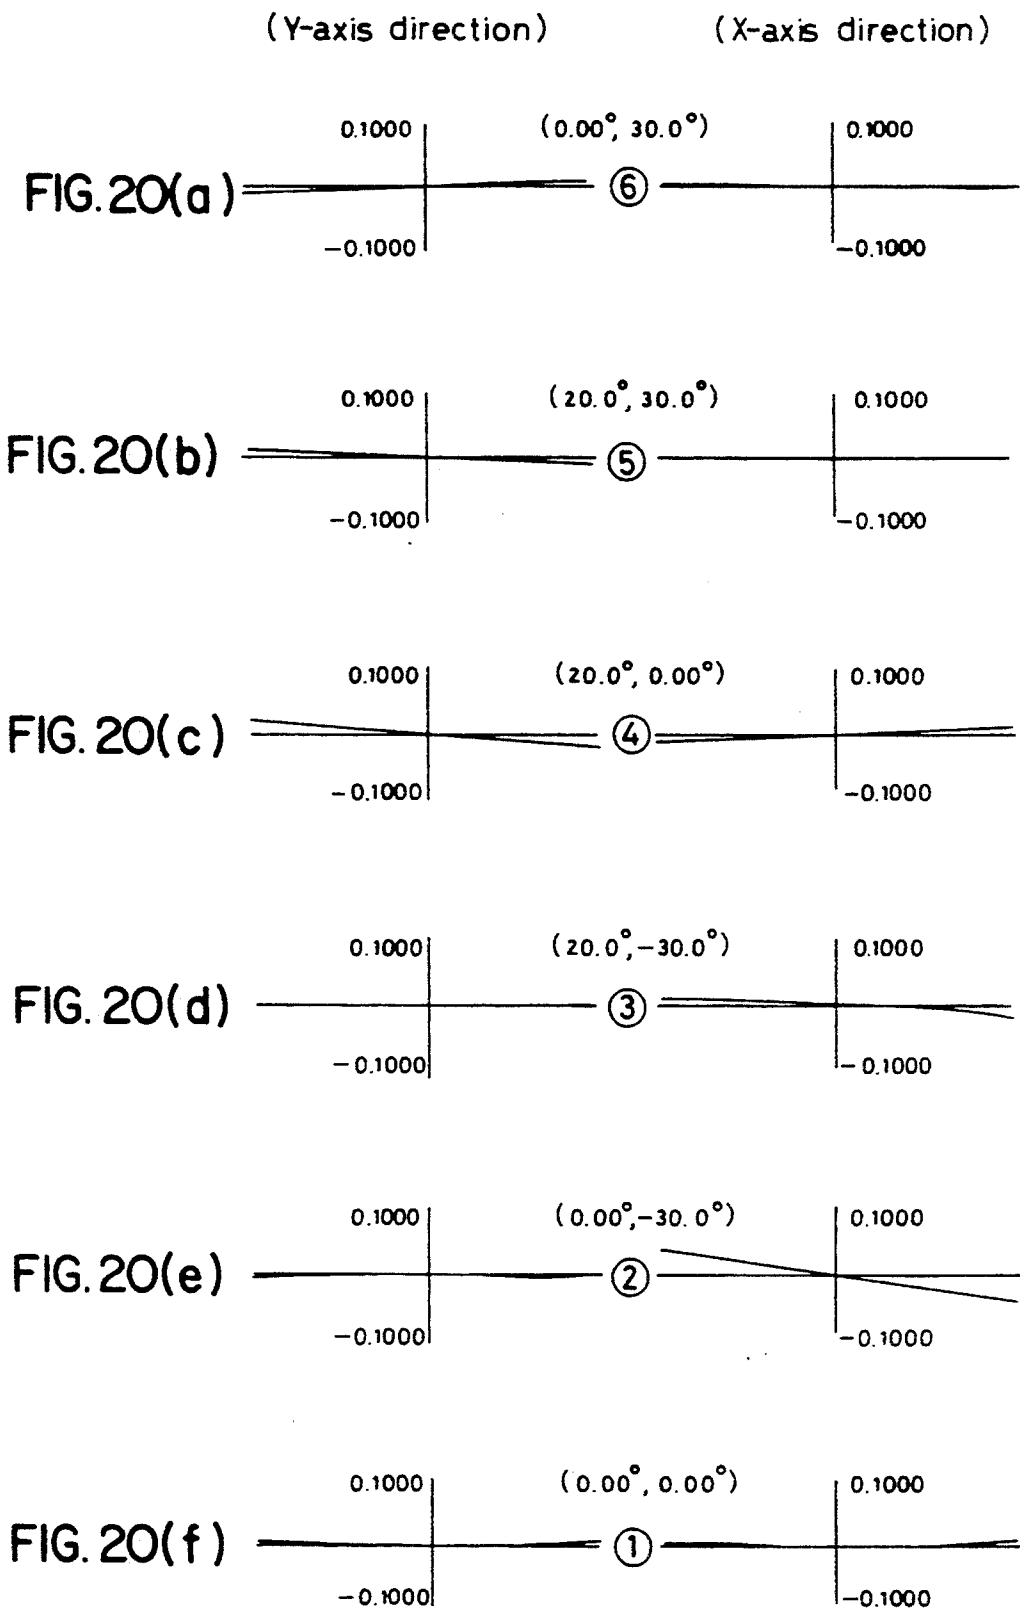 (Y-axis direction) (X-axis direction)
0.1000 (0.00°, 30.0°) 0.1000
FIG. 20(a) ⑥
-0.1000 -0.1000
0.1000 (20.0°, 30.0°) 0.1000
FIG. 20(b) ⑤
-0.1000 -0.1000
0.1000 (20.0°, 0.00°) 0.1000
FIG. 20(c) ④
-0.1000 -0.1000
0.1000 (20.0°, -30.0°) 0.1000
FIG. 20(d) ③
-0.1000 -0.1000
0.1000 (0.00°, -30.0°) 0.1000
FIG. 20(e) ②
-0.1000 -0.1000
0.1000 (0.00°, 0.00°) 0.1000
FIG. 20(f) ①
-0.1000 -0.1000